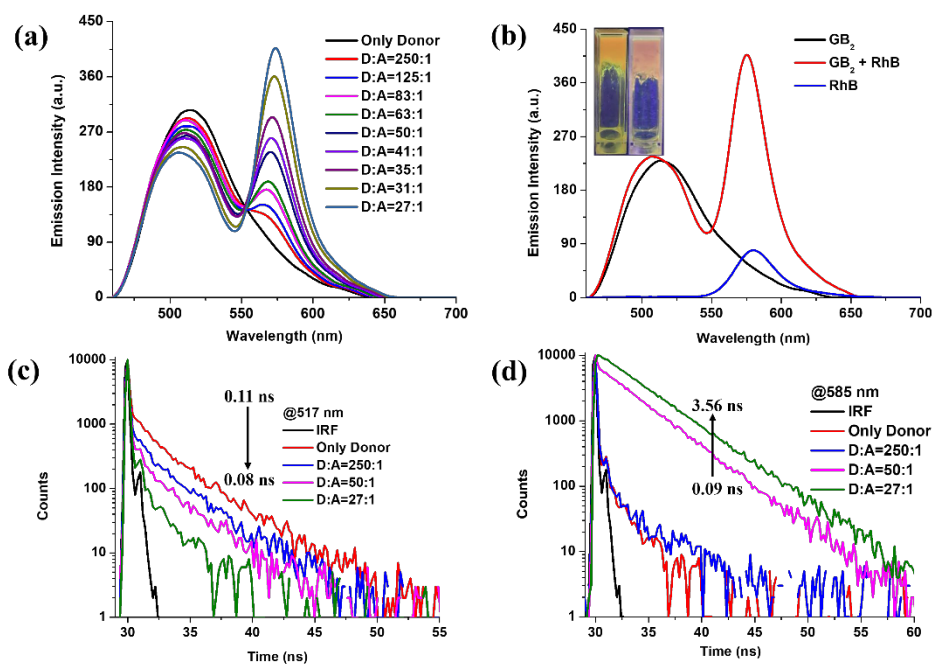 (a)
Emission Intensity (a.u.)
450
360
270
180
90
0
500
550
600
650
700
Wavelength (nm)
Only Donor
D:A=250:1
D:A=125:1
D:A=83:1
D:A=63:1
D:A=50:1
D:A=41:1
D:A=35:1
D:A=31:1
D:A=27:1
(b)
Emission Intensity (a.u.)
450
360
270
180
90
0
500
550
600
650
700
Wavelength (nm)
GB₂
GB₂ + RhB
RhB
(c)
Counts
10000
1000
100
10
1
30
35
40
45
50
55
Time (ns)
0.11 ns
0.08 ns
@517 nm
IRF
Only Donor
D:A=250:1
D:A=50:1
D:A=27:1
(d)
Counts
10000
1000
100
10
1
30
35
40
45
50
55
60
Time (ns)
3.56 ns
0.09 ns
@585 nm
IRF
Only Donor
D:A=250:1
D:A=50:1
D:A=27:1